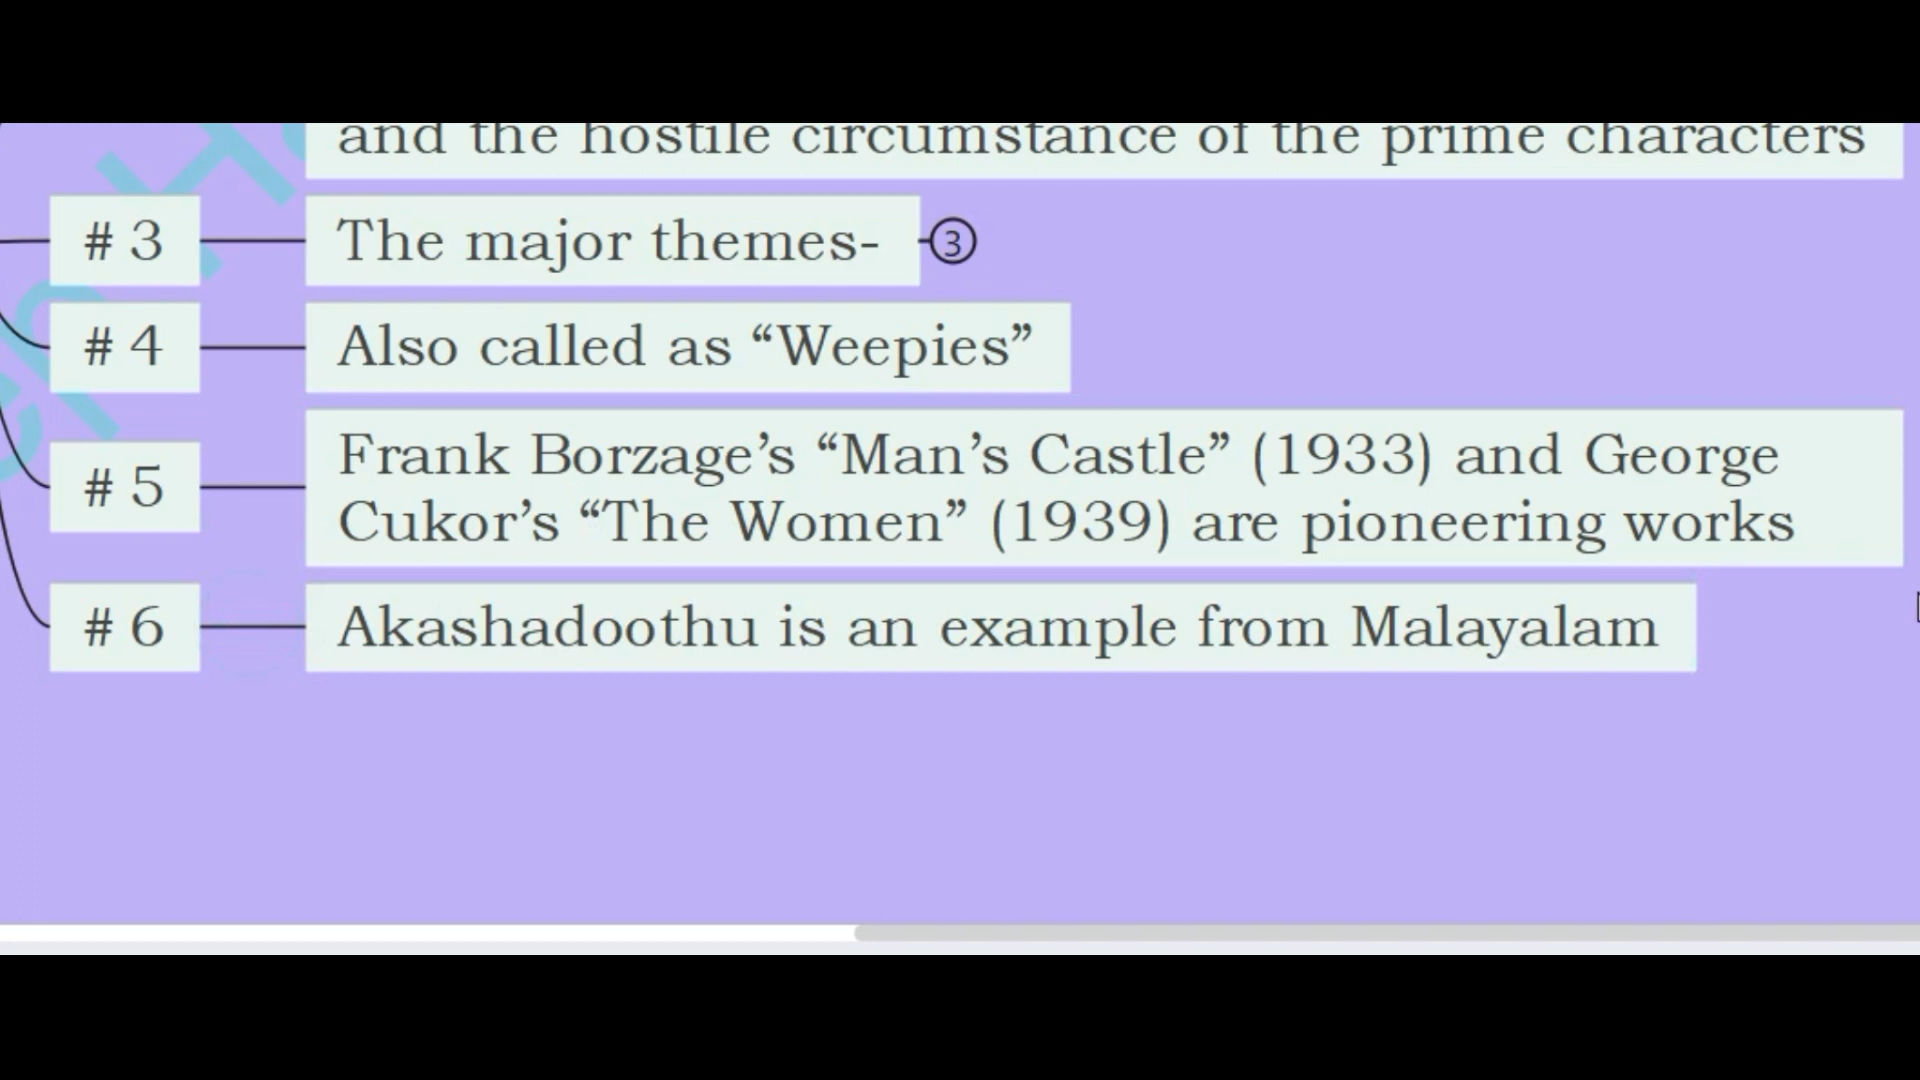 and the hostile circumstance of the prime characters
# 3
The major themes-
3
# 4
Also called as “Weepies”
# 5
Frank Borzage’s “Man’s Castle” (1933) and George
Cukor’s “The Women” (1939) are pioneering works
# 6
Akashadoothu is an example from Malayalam